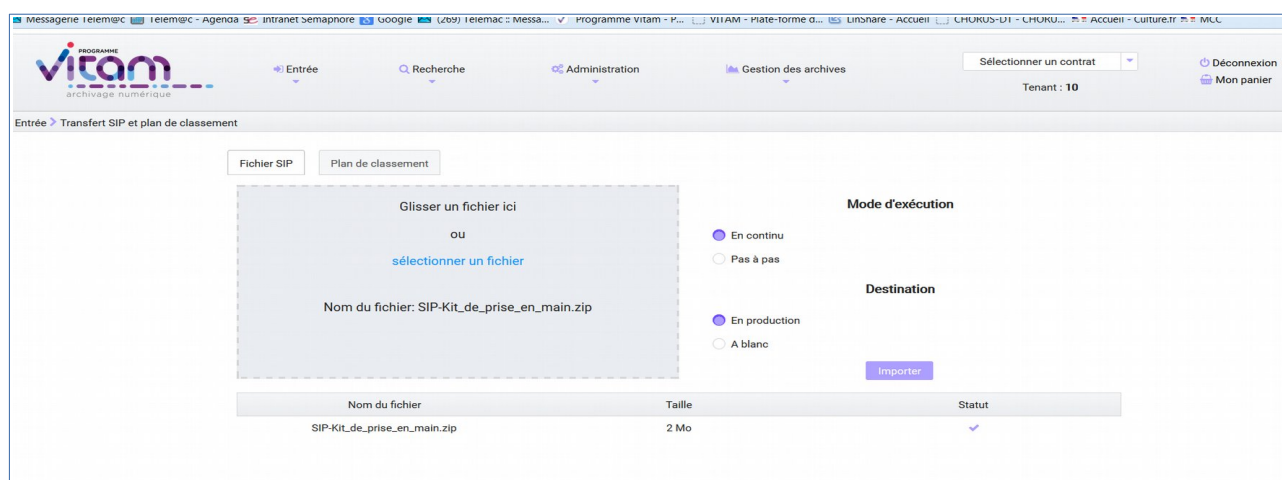 Messagerie Télém@c Télém@c - Agenda Intranet Sémaphore Google (269) Télémac :: Messa... Programme Vitam - P... VITAM - Plate-forme d... LinShare - Accueil CHORUS-DT - CHORU... Accueil - Culture.fr MCC
PROGRAMME
vitam
archivage numérique
Entrée Recherche Administration Gestion des archives Sélectionner un contrat Déconnexion
Tenant : 10 Mon panier
Entrée > Transfert SIP et plan de classement
Fichier SIP Plan de classement
Glisser un fichier ici
ou
sélectionner un fichier
Nom du fichier: SIP-Kit_de_prise_en_main.zip
Mode d'exécution
En continu
Pas à pas
Destination
En production
A blanc
Importer
Nom du fichier Taille Statut
SIP-Kit_de_prise_en_main.zip 2 Mo